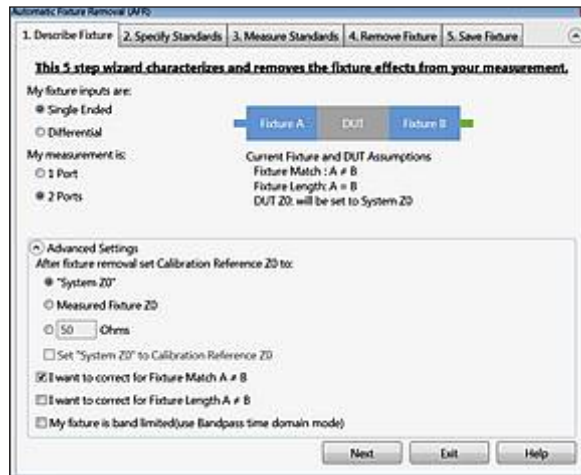 Automatic Fixture Removal (AFR)
1. Describe Fixture 2. Specify Standards 3. Measure Standards 4. Remove Fixture 5. Save Fixture
This 5 step wizard characterizes and removes the fixture effects from your measurement.
My fixture inputs are:
Single Ended
Differential
Fixture A DUT Fixture B
My measurement is:
1 Port
2 Ports
Current Fixture and DUT Assumptions
Fixture Match : A ≠ B
Fixture Length: A = B
DUT Z0: will be set to System Z0
Advanced Settings
After fixture removal set Calibration Reference Z0 to:
"System Z0"
Measured Fixture Z0
50 Ohms
Set "System Z0" to Calibration Reference Z0
I want to correct for Fixture Match A ≠ B
I want to correct for Fixture Length A ≠ B
My fixture is band limited(use Bandpass time domain mode)
Next Exit Help